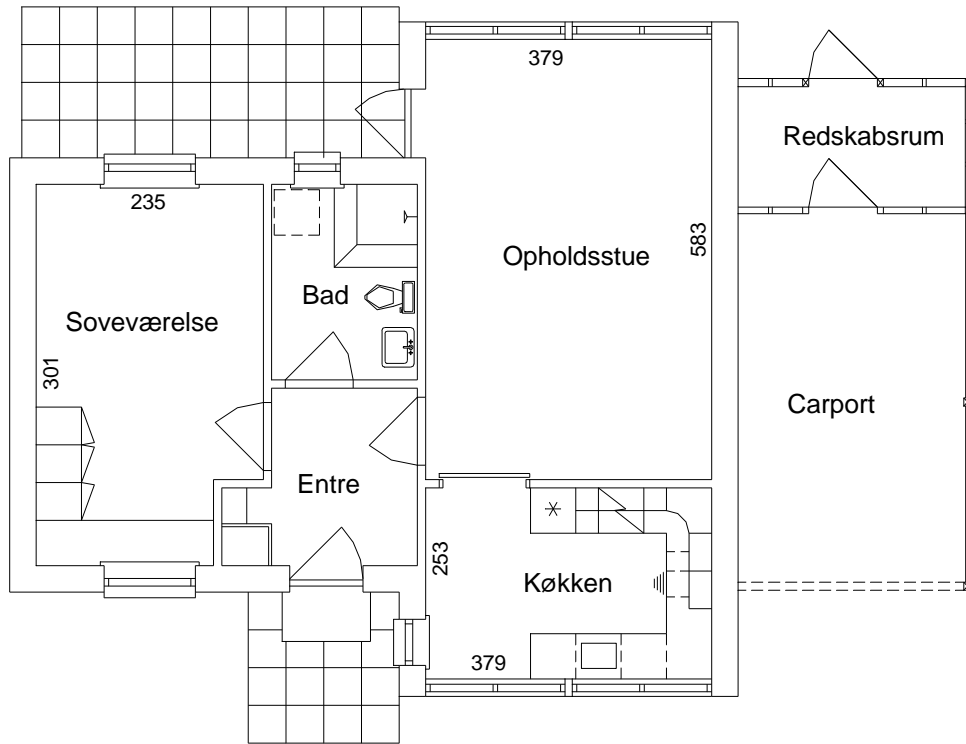 379
Redskabsrum
235
583
Opholdsstue
Bad
Soveværelse
301
Carport
Entre
253
Køkken
379